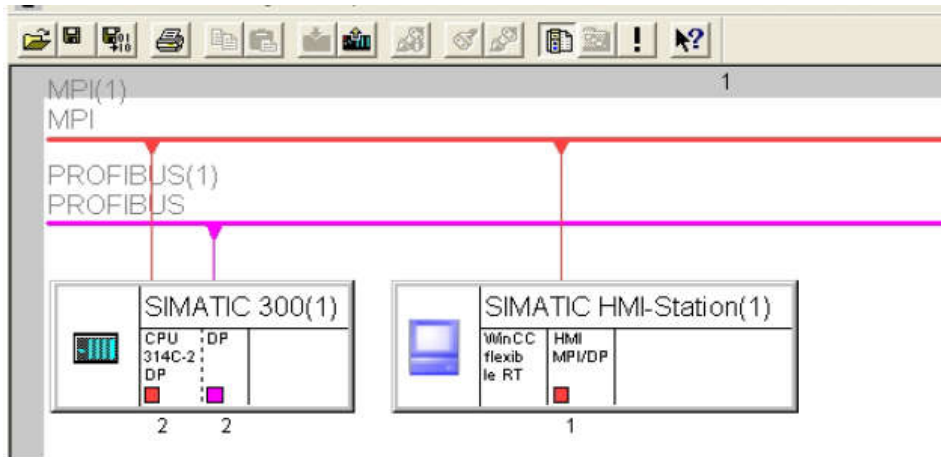 1
MPI(1)
MPI
PROFIBUS(1)
PROFIBUS
SIMATIC 300(1)
CPU
314C-2
DP
DP
2
2
SIMATIC HMI-Station(1)
WinCC
flexib
le RT
HMI
MPI/DP
1